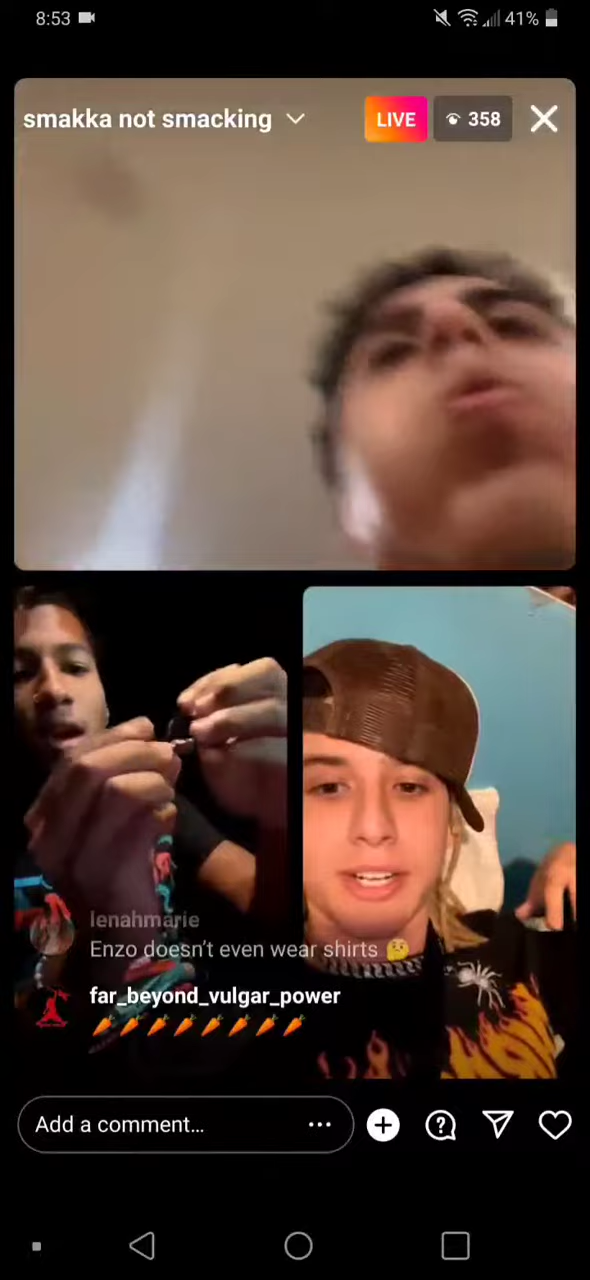 8:53
41%
smakka not smacking
LIVE
358
lenahmarie
Enzo doesn't even wear shirts 🤔
far_beyond_vulgar_power
🥕🥕🥕🥕🥕🥕🥕🥕
Add a comment...